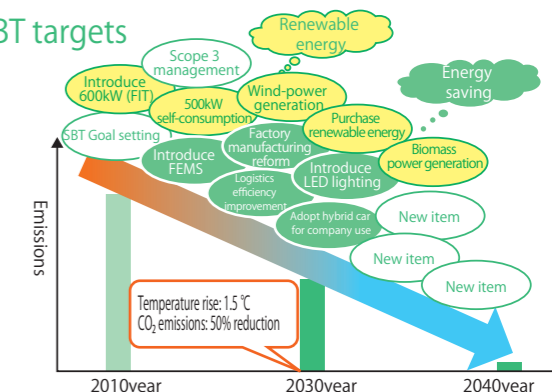 BT targets
Renewable
energy
Scope 3
management
Energy
saving
Introduce
600kW (FIT)
500kW
self-consumption
Wind-power
generation
Purchase
renewable energy
SBT Goal setting
Factory
manufacturing
reform
Biomass
power generation
Introduce
FEMS
Introduce
LED lighting
Logistics
efficiency
improvement
Adopt hybrid car
for company use
New item
New item
New item
Emissions
Temperature rise: 1.5 ℃
CO₂ emissions: 50% reduction
2010year
2030year
2040year